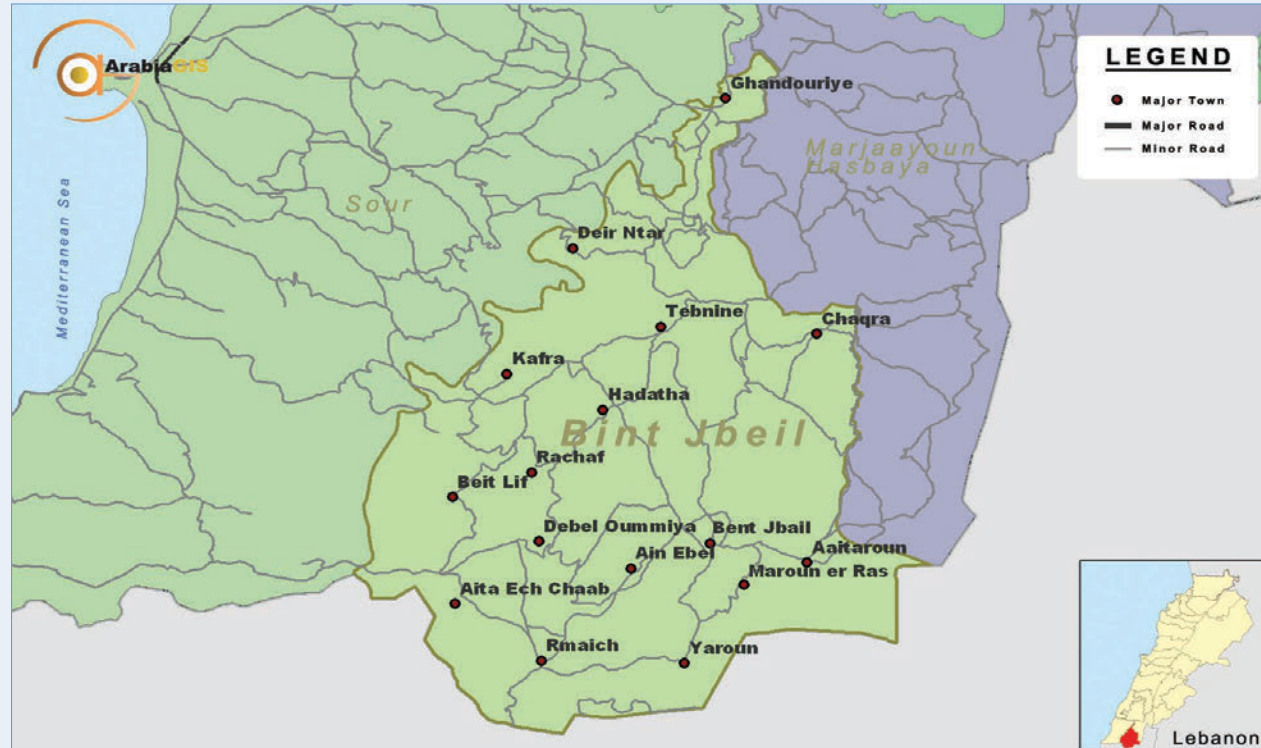 ArabiaGIS
LEGEND
Major Town
Major Road
Minor Road
Ghandouriye
Marjaayoun
Hasbaya
Sour
Mediterranean Sea
Deir Ntar
Tebnine
Chaqra
Kafra
Hadatha
Bint Jbeil
Rachaf
Beit Lif
Debel Oummiya
Bent Jbail
Ain Ebel
Aaitaroun
Maroun er Ras
Aita Ech Chaab
Rmaich
Yaroun
Lebanon